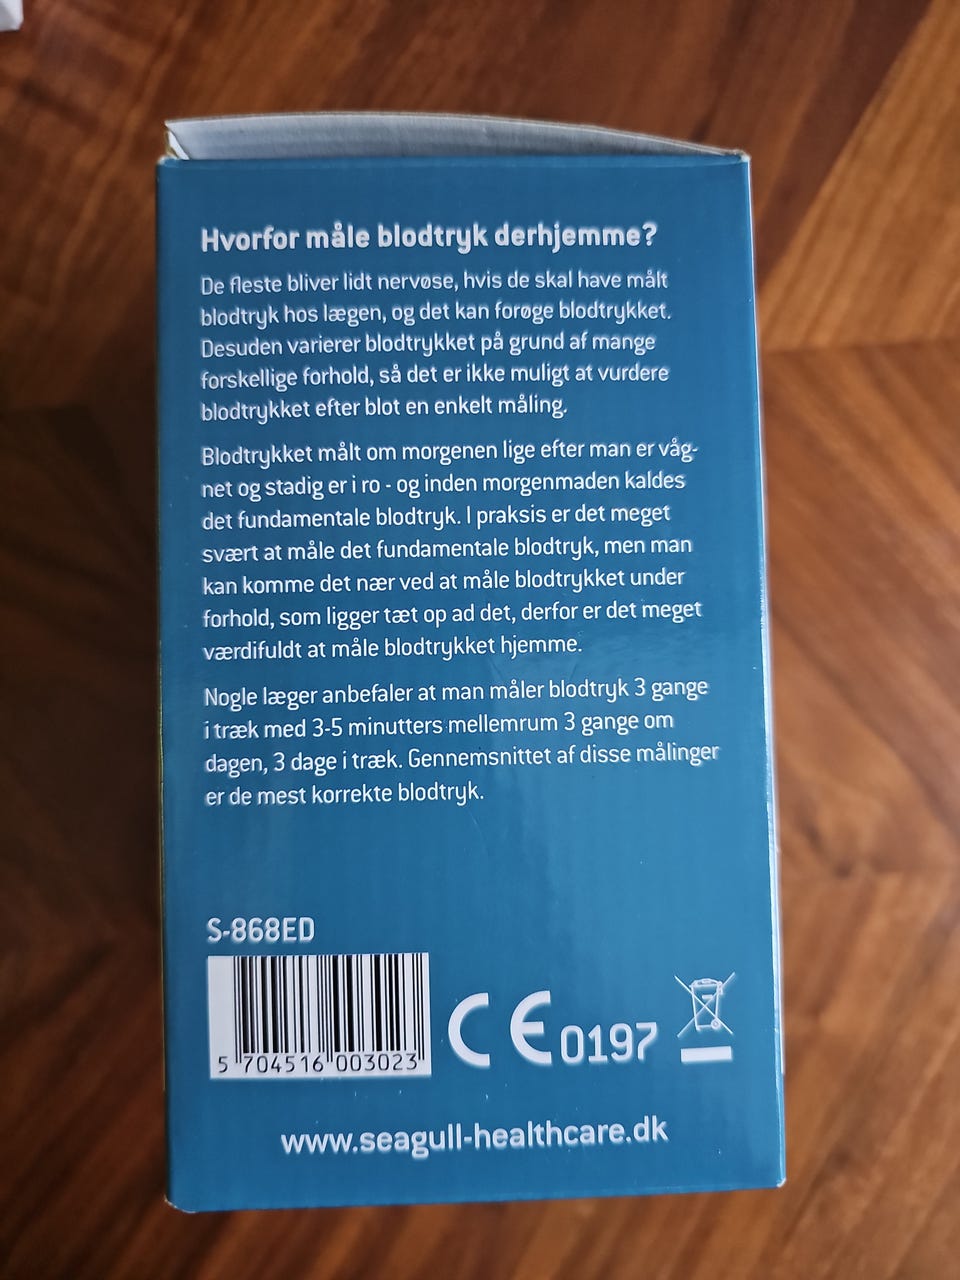 Hvorfor måle blodtryk derhjemme?
De fleste bliver lidt nervøse, hvis de skal have målt
blodtryk hos lægen, og det kan forøge blodtrykket.
Desuden varierer blodtrykket på grund af mange
forskellige forhold, så det er ikke muligt at vurdere
blodtrykket efter blot en enkelt måling.
Blodtrykket målt om morgenen lige efter man er våg-
net og stadig er i ro - og inden morgenmaden kaldes
det fundamentale blodtryk. I praksis er det meget
svært at måle det fundamentale blodtryk, men man
kan komme det nær ved at måle blodtrykket under
forhold, som ligger tæt op ad det, derfor er det meget
værdifuldt at måle blodtrykket hjemme.
Nogle læger anbefaler at man måler blodtryk 3 gange
i træk med 3-5 minutters mellemrum 3 gange om
dagen, 3 dage i træk. Gennemsnittet af disse målinger
er de mest korrekte blodtryk.
S-868ED
5 704516 003023
CE 0197
www.seagull-healthcare.dk